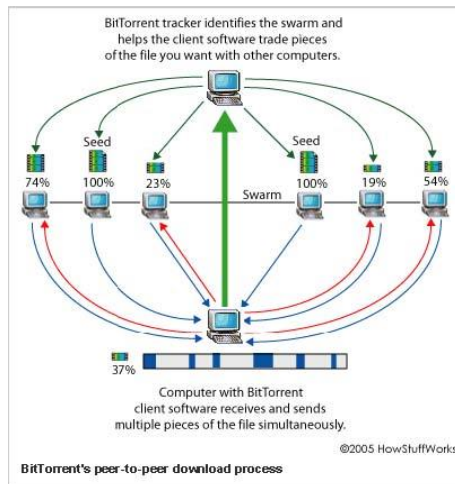 BitTorrent tracker identifies the swarm and
helps the client software trade pieces
of the file you want with other computers.
Seed
Seed
74%
100%
23%
100%
19%
54%
Swarm
37%
Computer with BitTorrent
client software receives and sends
multiple pieces of the file simultaneously.
©2005 HowStuffWorks
BitTorrent's peer-to-peer download process